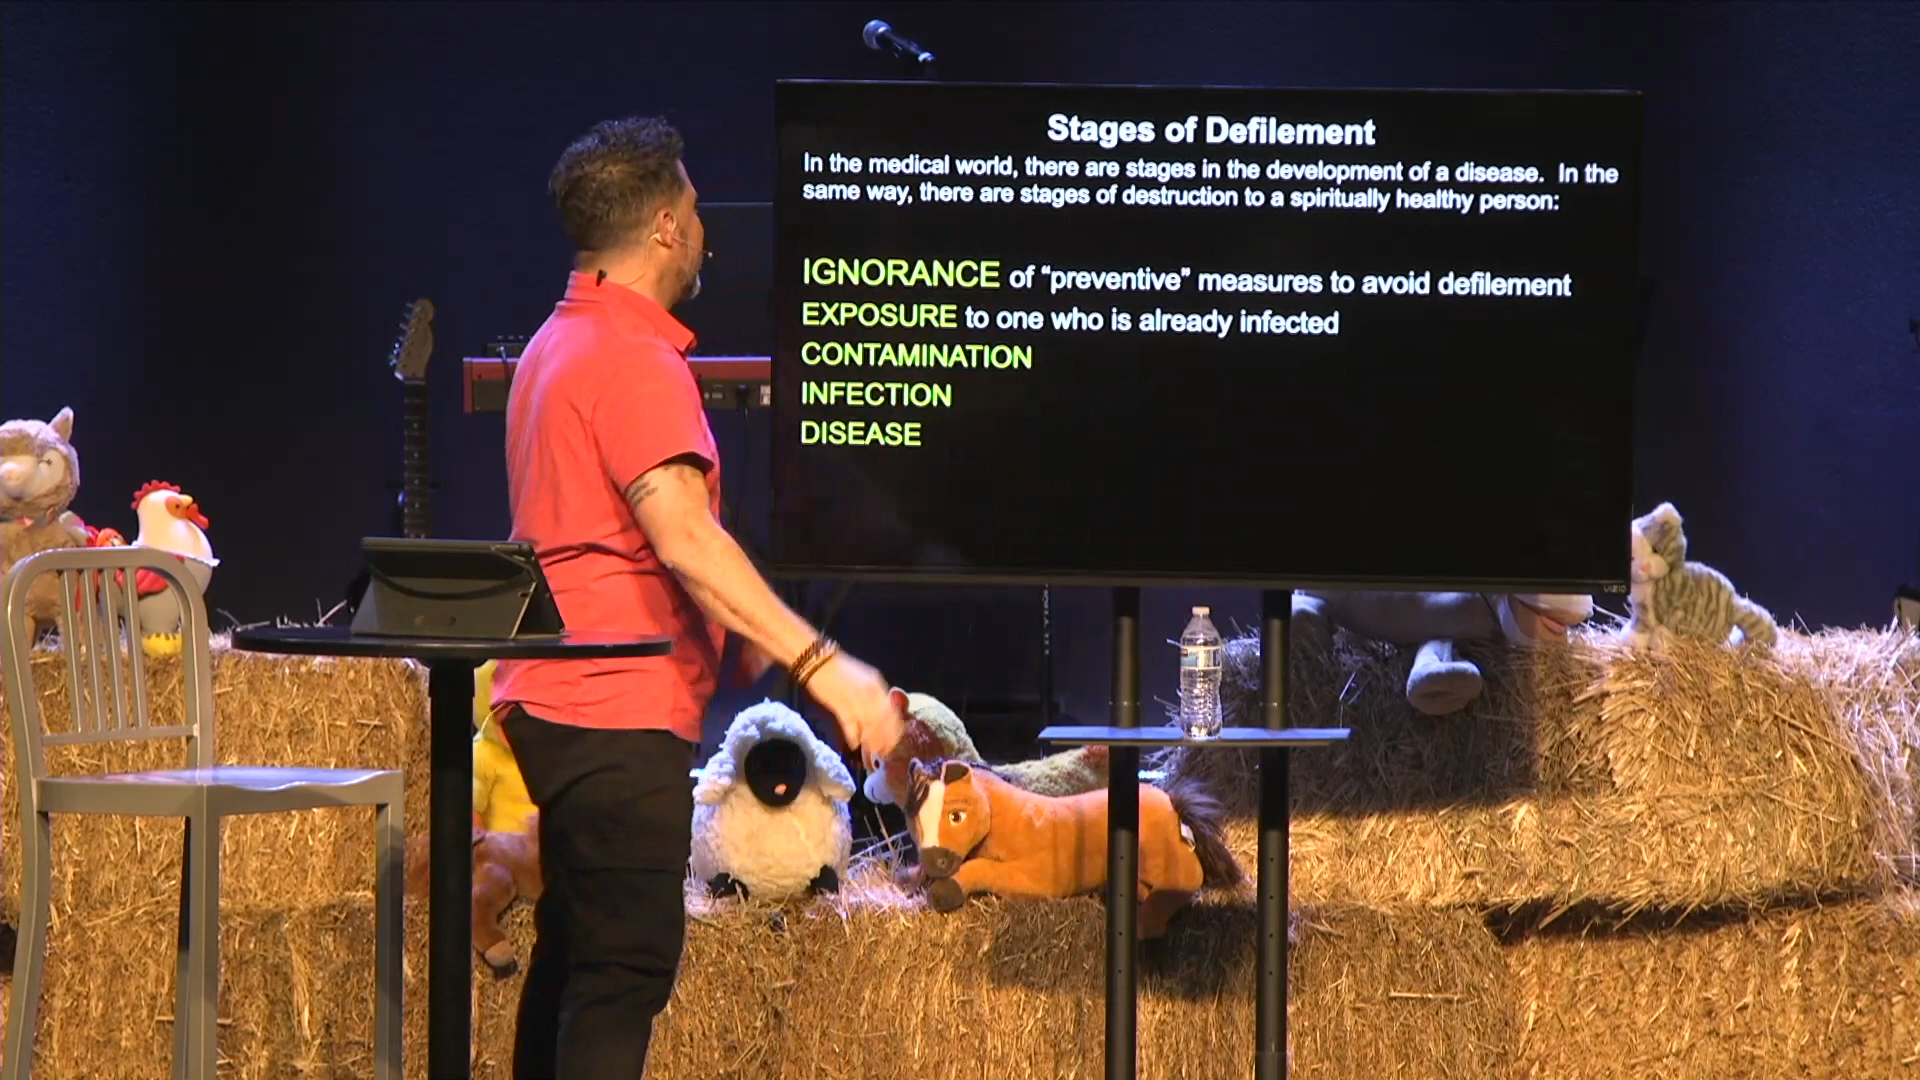 Stages of Defilement
In the medical world, there are stages in the development of a disease. In the
same way, there are stages of destruction to a spiritually healthy person:
IGNORANCE of “preventive” measures to avoid defilement
EXPOSURE to one who is already infected
CONTAMINATION
INFECTION
DISEASE
VIZIO